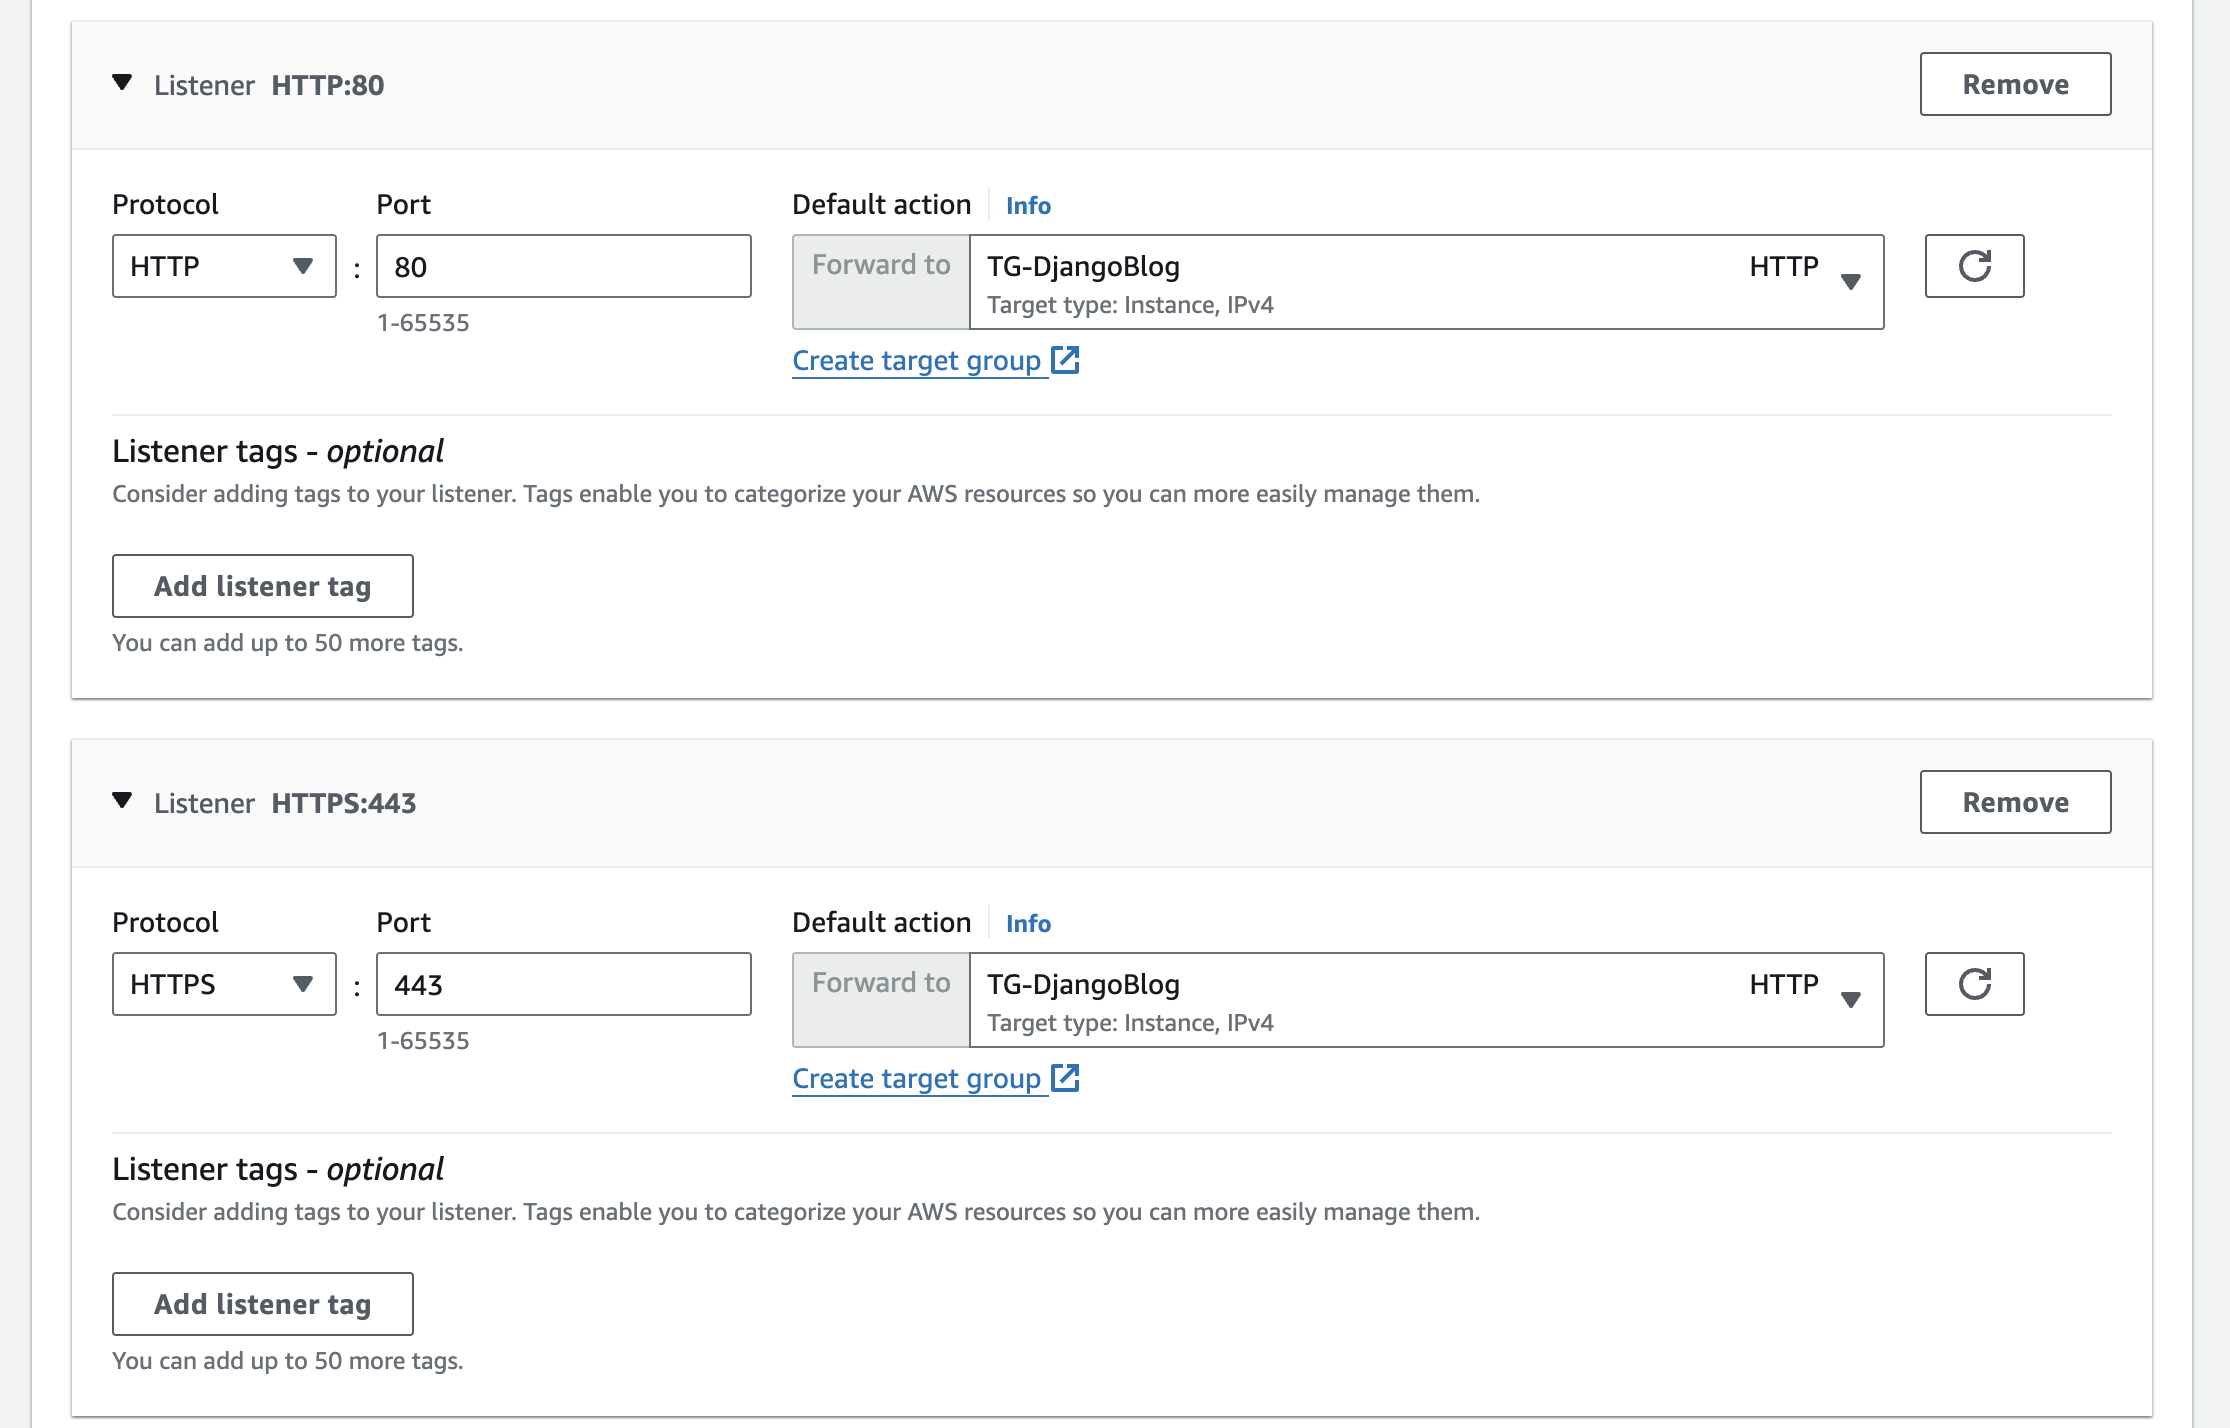 Listener HTTP:80 Remove
Protocol Port Default action Info
HTTP : 80 Forward to TG-DjangoBlog HTTP
Target type: Instance, IPv4
1-65535
Create target group
Listener tags - optional
Consider adding tags to your listener. Tags enable you to categorize your AWS resources so you can more easily manage them.
Add listener tag
You can add up to 50 more tags.
Listener HTTPS:443 Remove
Protocol Port Default action Info
HTTPS : 443 Forward to TG-DjangoBlog HTTP
Target type: Instance, IPv4
1-65535
Create target group
Listener tags - optional
Consider adding tags to your listener. Tags enable you to categorize your AWS resources so you can more easily manage them.
Add listener tag
You can add up to 50 more tags.